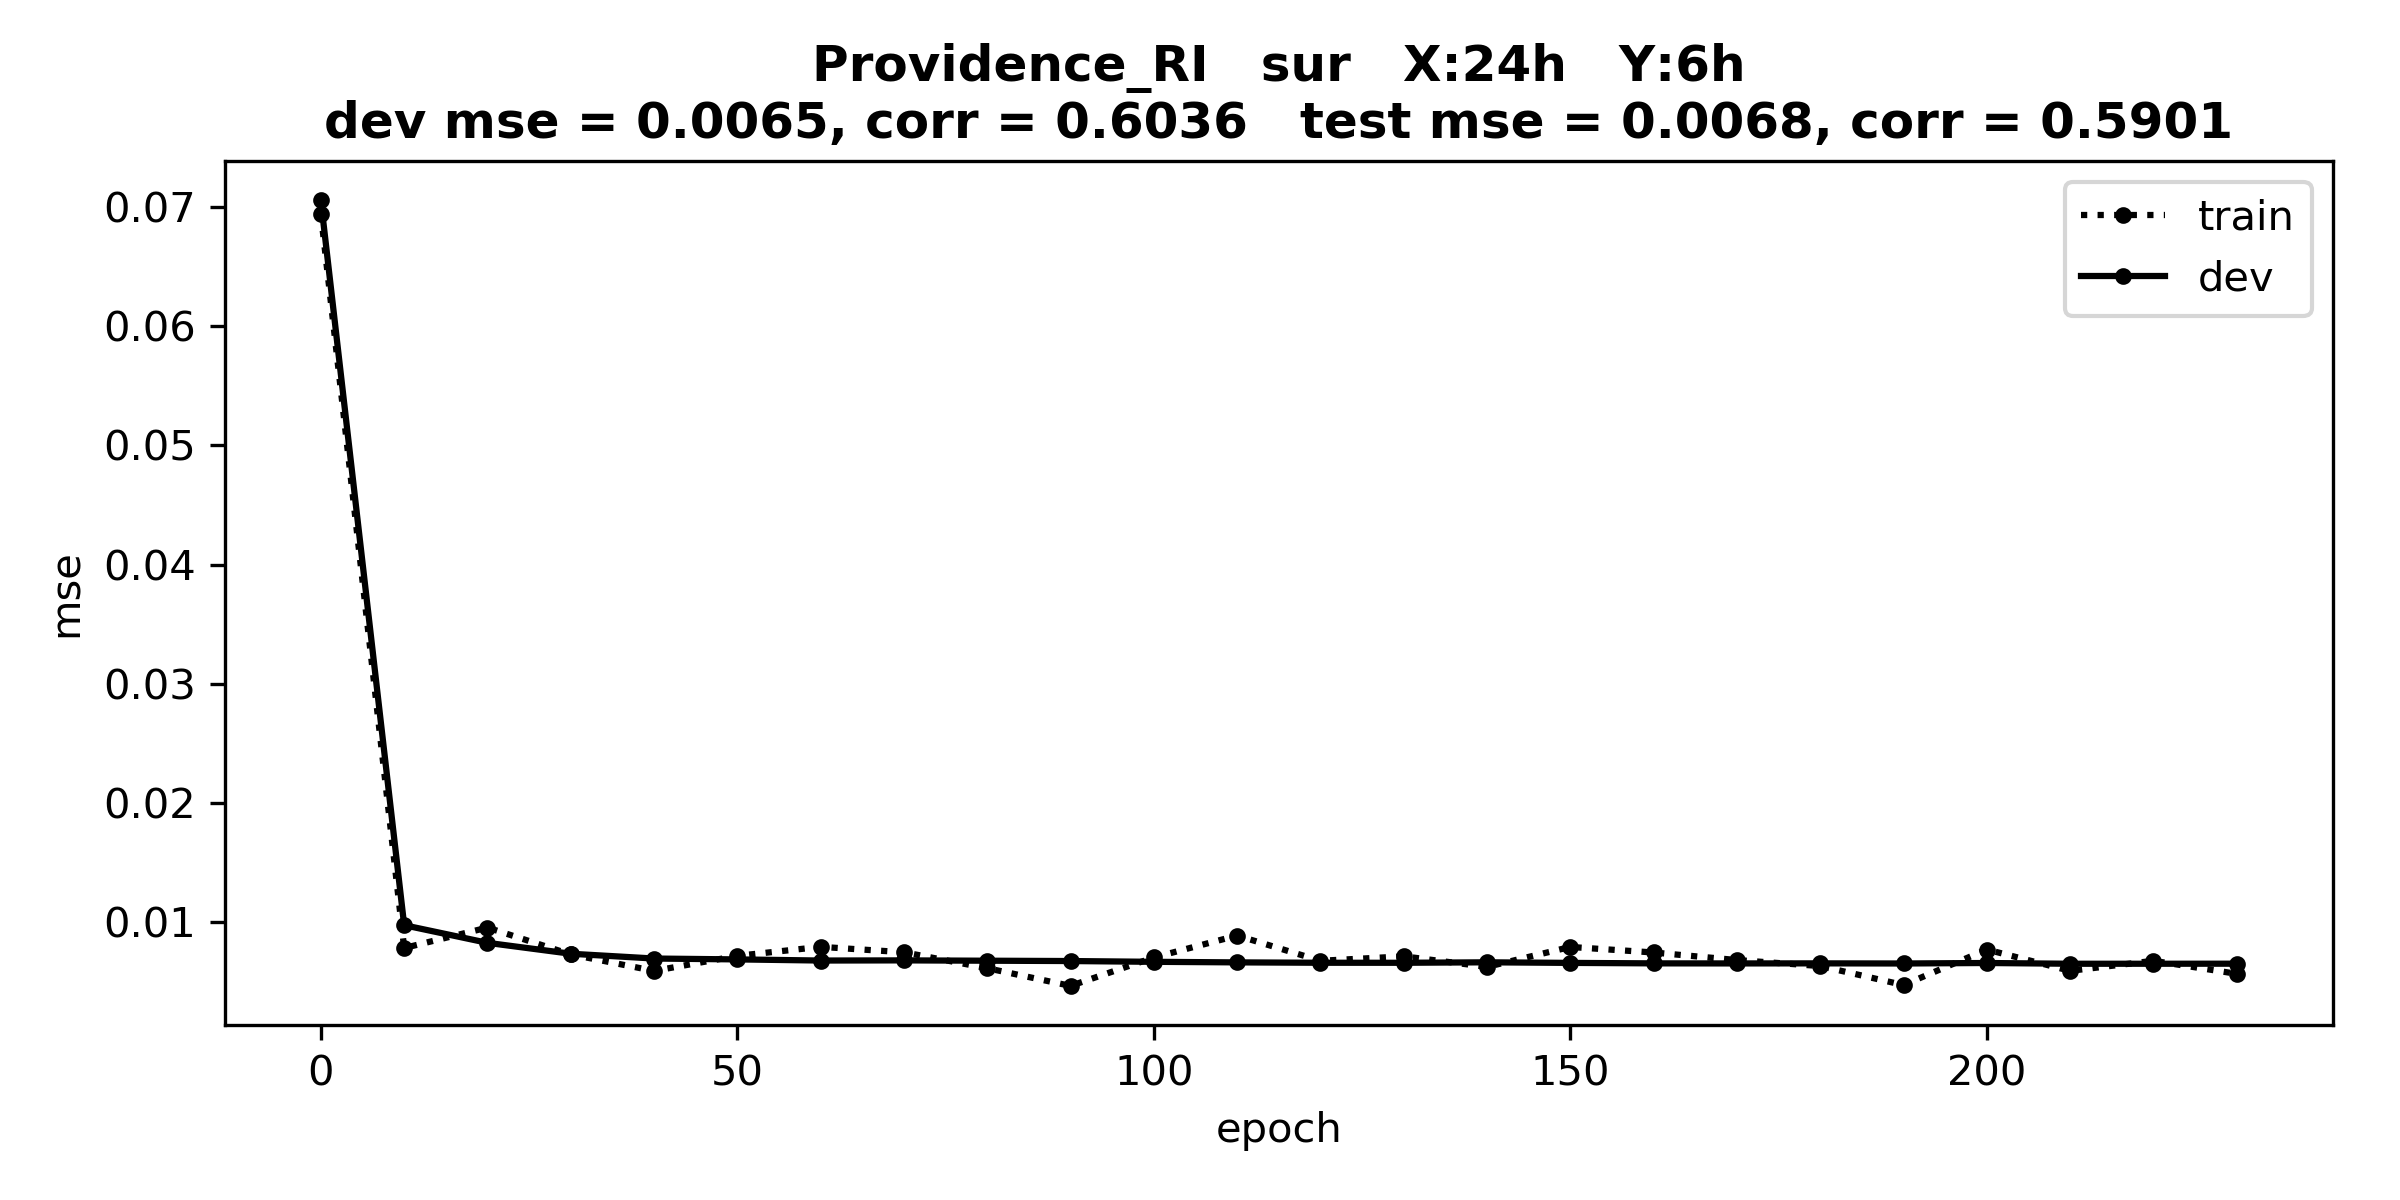 Providence_RI sur X:24h Y:6h
dev mse = 0.0065, corr = 0.6036 test mse = 0.0068, corr = 0.5901
train
dev
0.07
0.06
0.05
0.04
0.03
0.02
0.01
mse
0 50 100 150 200
epoch